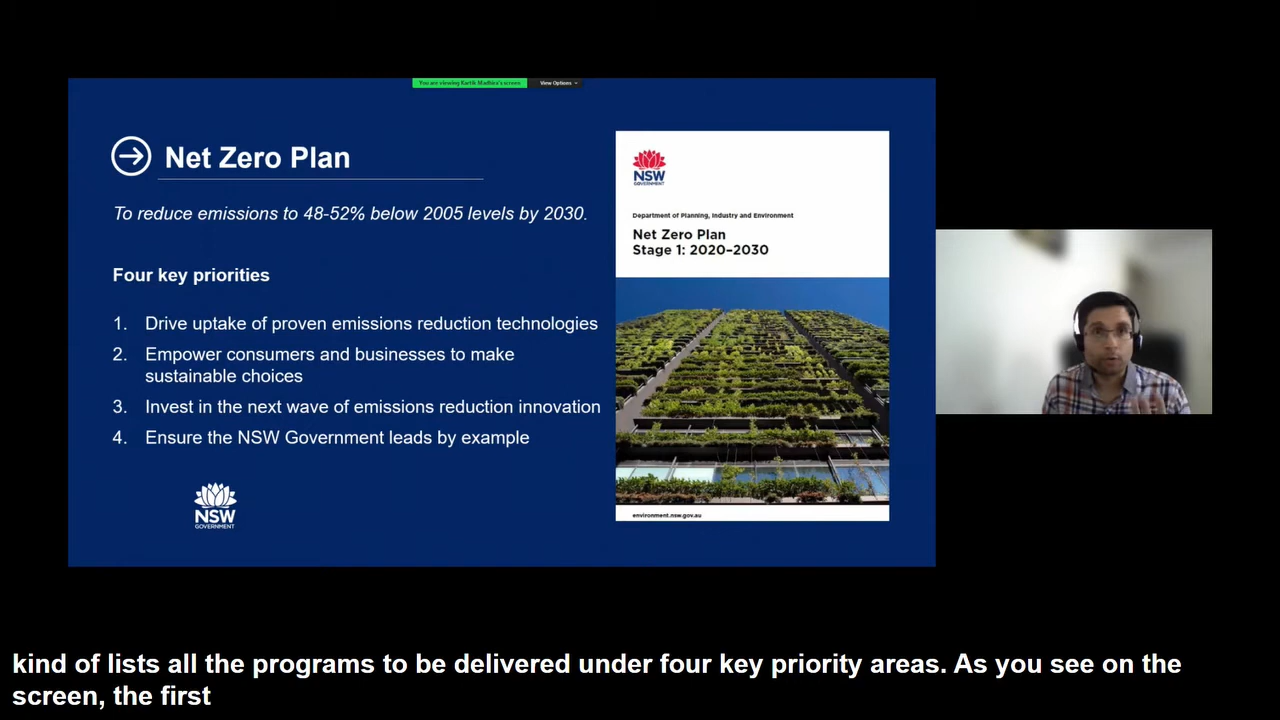 You are viewing Kartik Madhira's screen
View Options
Net Zero Plan
To reduce emissions to 48-52% below 2005 levels by 2030.
Four key priorities
1. Drive uptake of proven emissions reduction technologies
2. Empower consumers and businesses to make
sustainable choices
3. Invest in the next wave of emissions reduction innovation
4. Ensure the NSW Government leads by example
NSW
GOVERNMENT
NSW
GOVERNMENT
Department of Planning, Industry and Environment
Net Zero Plan
Stage 1: 2020–2030
environment.nsw.gov.au
kind of lists all the programs to be delivered under four key priority areas. As you see on the
screen, the first